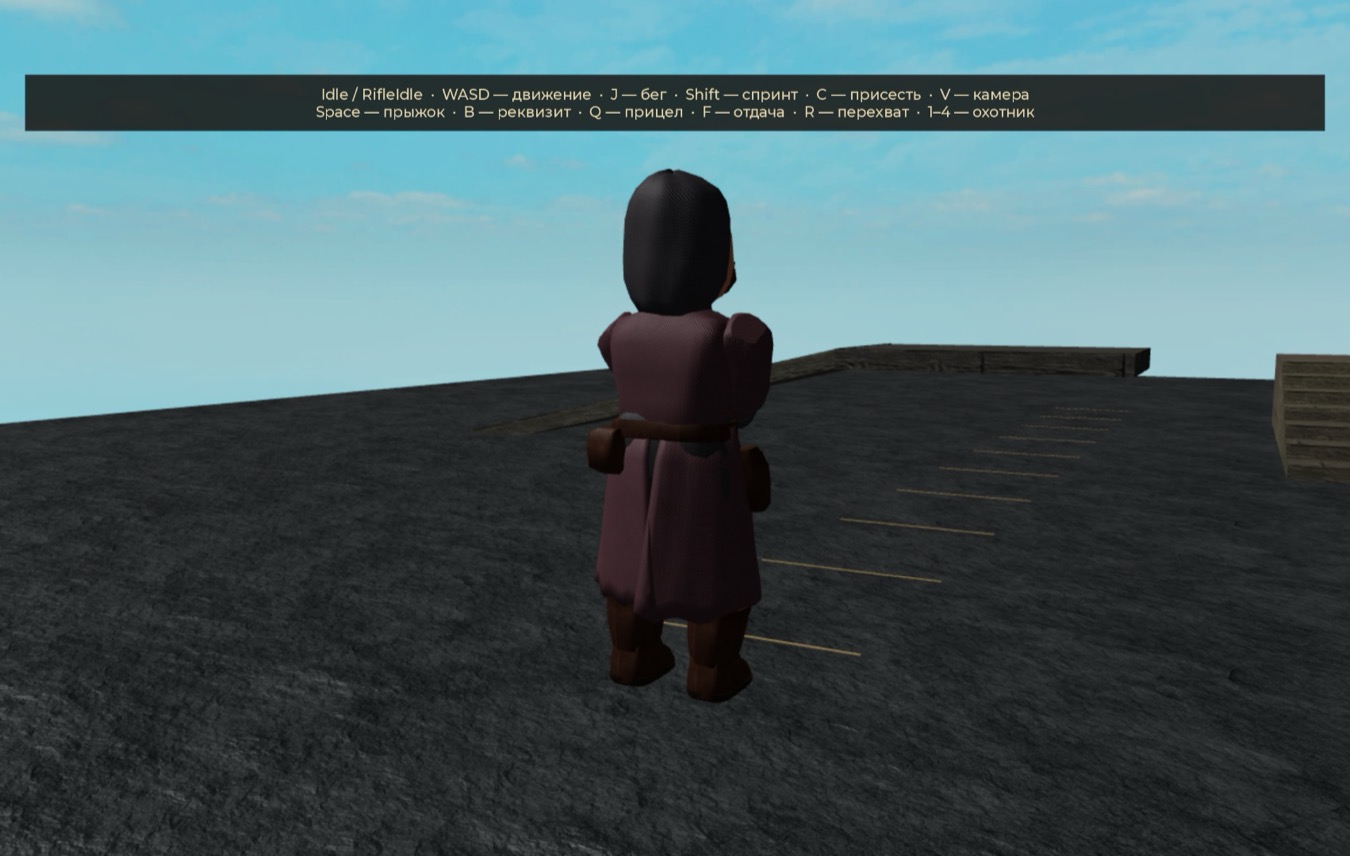 Idle / RifleIdle · WASD — движение · J — бег · Shift — спринт · C — присесть · V — камера
Space — прыжок · B — реквизит · Q — прицел · F — отдача · R — перехват · 1–4 — охотник